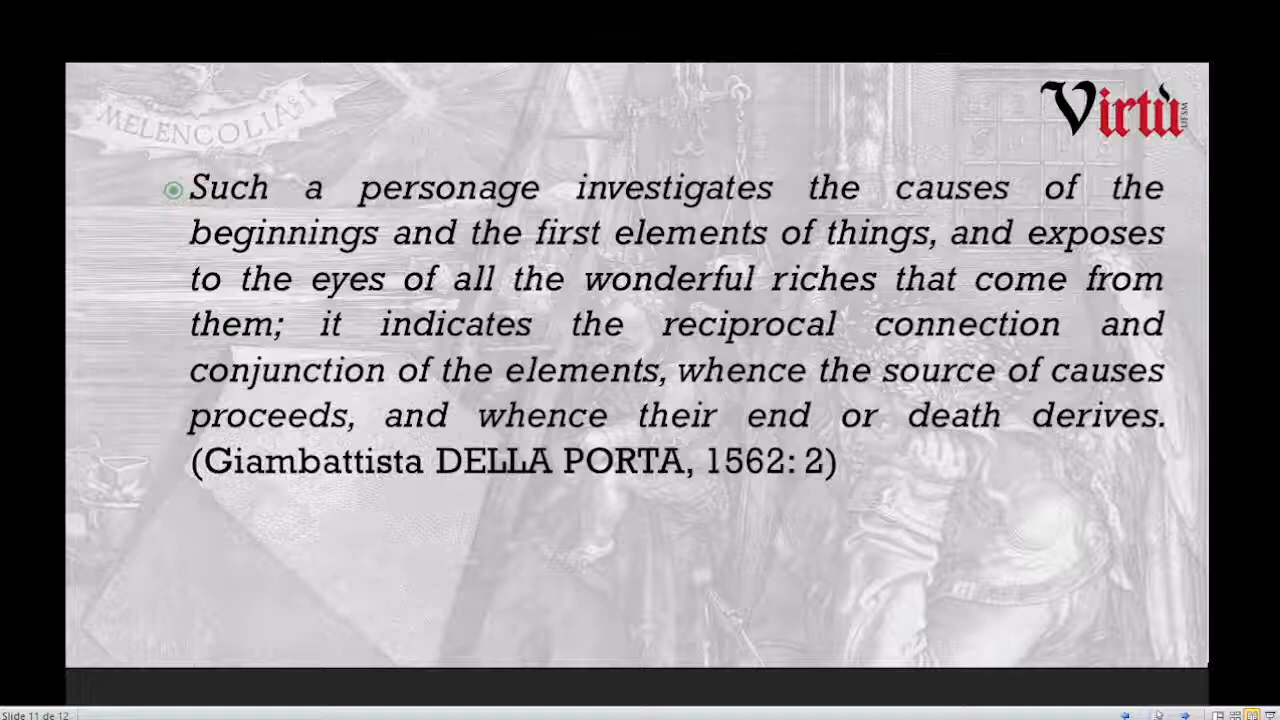 MELENCOLIA § I
Virtù
UFSM
Such a personage investigates the causes of the
beginnings and the first elements of things, and exposes
to the eyes of all the wonderful riches that come from
them; it indicates the reciprocal connection and
conjunction of the elements, whence the source of causes
proceeds, and whence their end or death derives.
(Giambattista DELLA PORTA, 1562: 2)
Slide 11 de 12